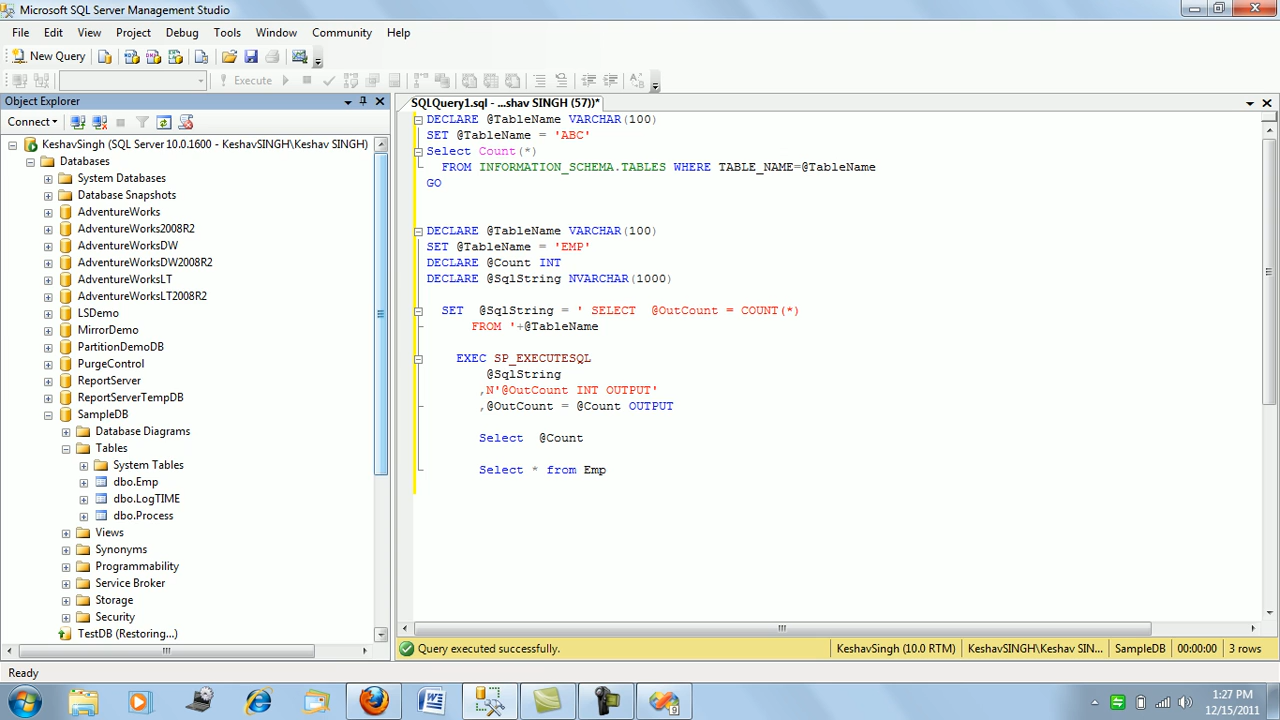 Microsoft SQL Server Management Studio
File Edit View Project Debug Tools Window Community Help
New Query
Execute
Object Explorer
Connect
KeshavSingh (SQL Server 10.0.1600 - KeshavSINGH\Keshav SINGH)
Databases
System Databases
Database Snapshots
AdventureWorks
AdventureWorks2008R2
AdventureWorksDW
AdventureWorksDW2008R2
AdventureWorksLT
AdventureWorksLT2008R2
LSDemo
MirrorDemo
PartitionDemoDB
PurgeControl
ReportServer
ReportServerTempDB
SampleDB
Database Diagrams
Tables
System Tables
dbo.Emp
dbo.LogTIME
dbo.Process
Views
Synonyms
Programmability
Service Broker
Storage
Security
TestDB (Restoring...)
SQLQuery1.sql - ...shav SINGH (57))*
DECLARE @TableName VARCHAR(100)
SET @TableName = 'ABC'
Select Count(*)
FROM INFORMATION_SCHEMA.TABLES WHERE TABLE_NAME=@TableName
GO
DECLARE @TableName VARCHAR(100)
SET @TableName = 'EMP'
DECLARE @Count INT
DECLARE @SqlString NVARCHAR(1000)
SET @SqlString = ' SELECT @OutCount = COUNT(*)
FROM '+@TableName
EXEC SP_EXECUTESQL
@SqlString
,N'@OutCount INT OUTPUT'
,@OutCount = @Count OUTPUT
Select @Count
Select * from Emp
Query executed successfully. KeshavSingh (10.0 RTM) KeshavSINGH\Keshav SIN... SampleDB 00:00:00 3 rows
Ready
1:27 PM
12/15/2011